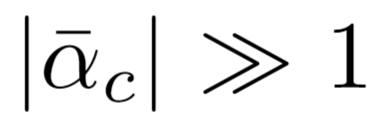 |ᾱ_c| ≫ 1